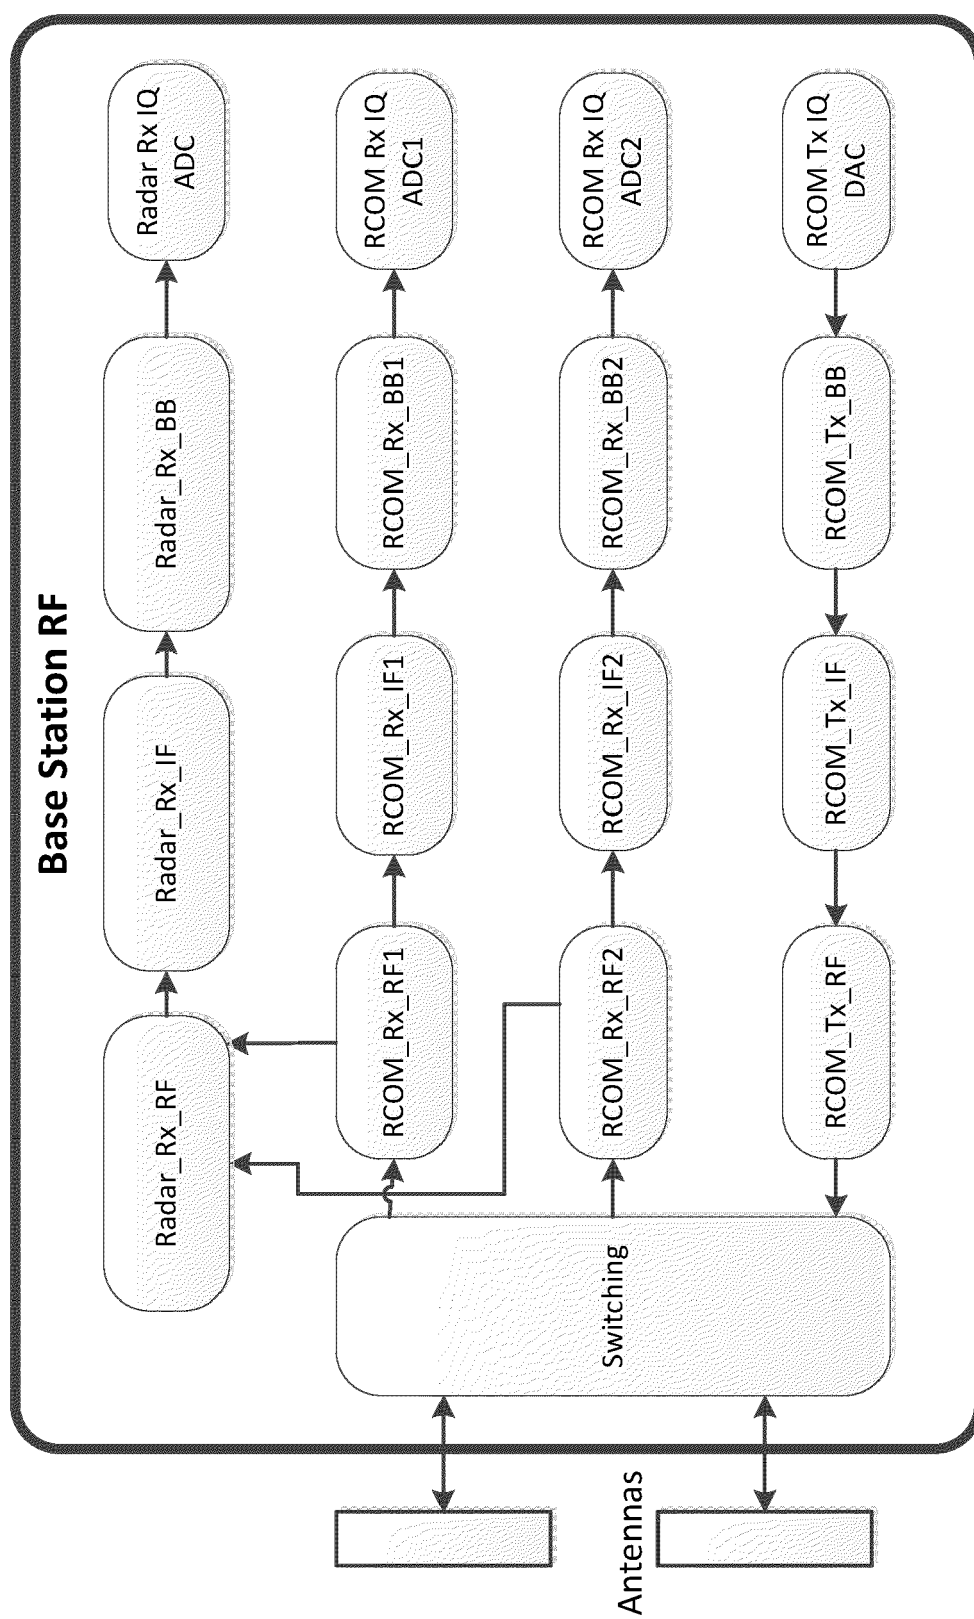 Base Station RF
Radar_Rx_RF
Radar_Rx_IF
Radar_Rx_BB
Radar Rx IQ
ADC
RCOM_Rx_RF1
RCOM_Rx_IF1
RCOM_Rx_BB1
RCOM Rx IQ
ADC1
Switching
RCOM_Rx_RF2
RCOM_Rx_IF2
RCOM_Rx_BB2
RCOM Rx IQ
ADC2
Antennas
RCOM_Tx_RF
RCOM_Tx_IF
RCOM_Tx_BB
RCOM Tx IQ
DAC